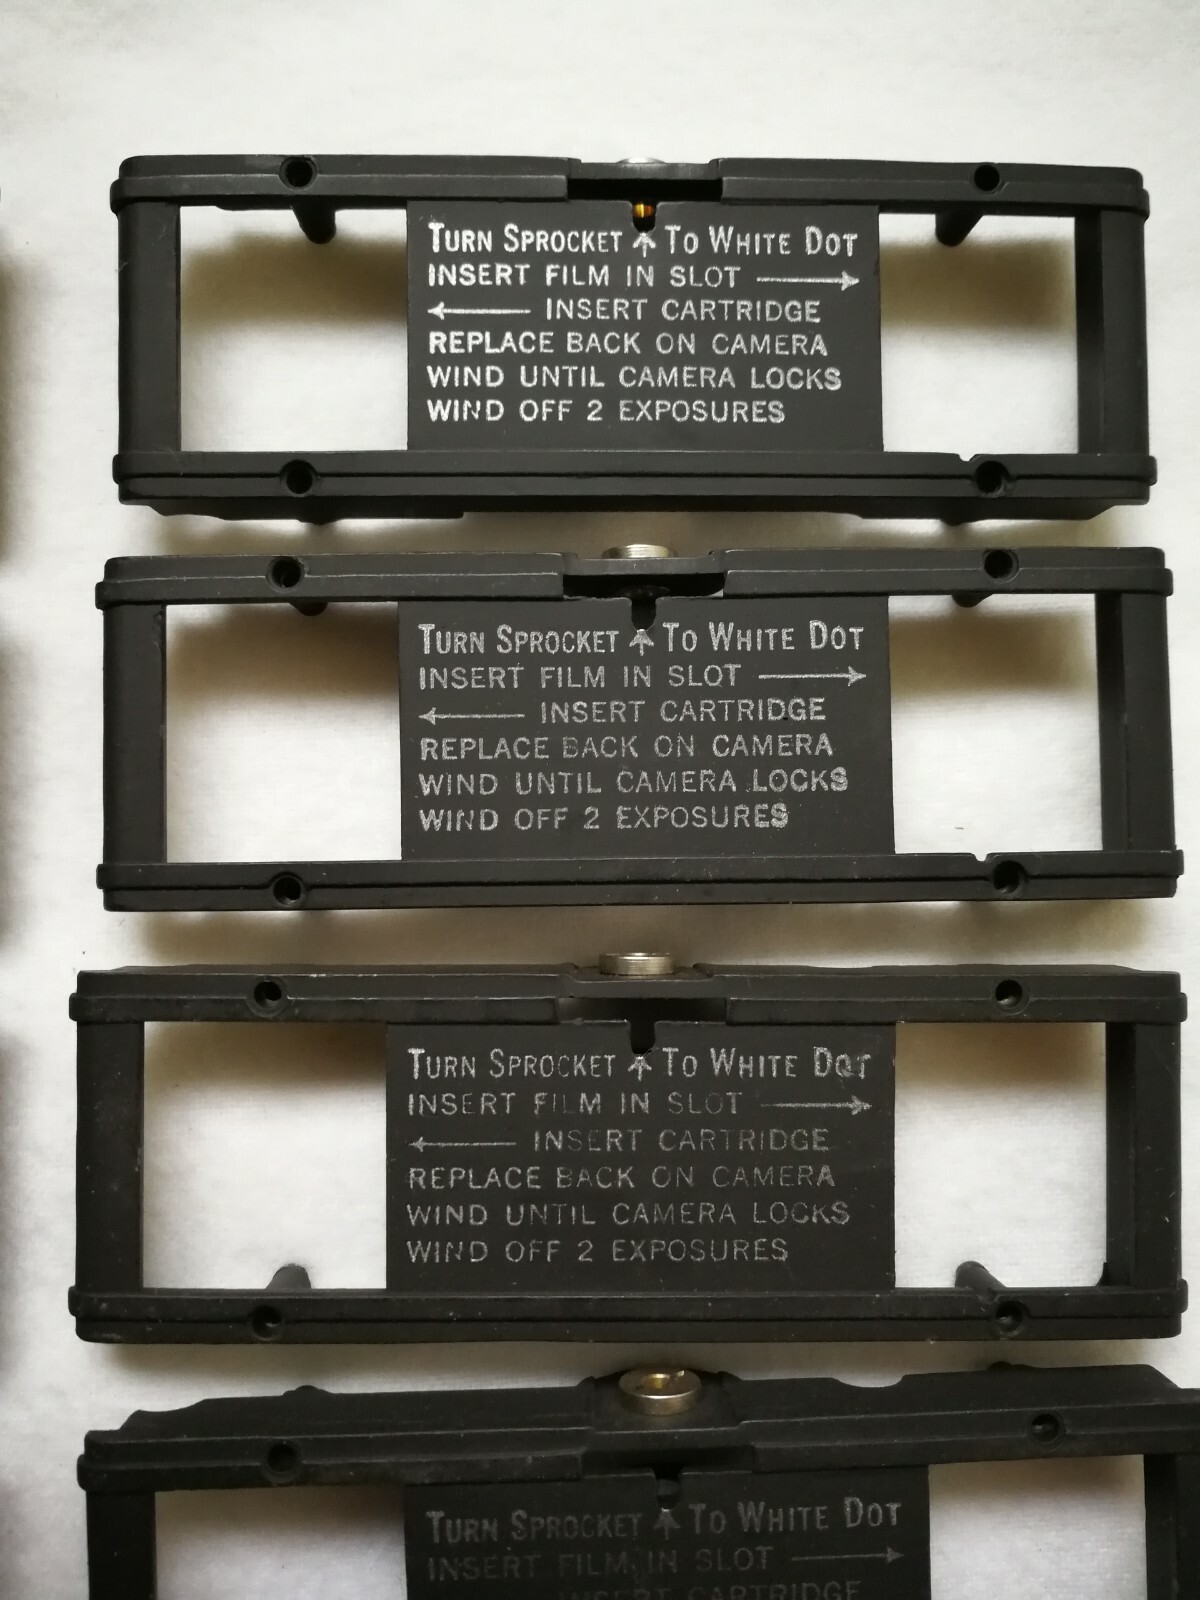 TURN SPROCKET ↑ TO WHITE DOT
INSERT FILM IN SLOT →
← INSERT CARTRIDGE
REPLACE BACK ON CAMERA
WIND UNTIL CAMERA LOCKS
WIND OFF 2 EXPOSURES
TURN SPROCKET ↑ TO WHITE DOT
INSERT FILM IN SLOT →
← INSERT CARTRIDGE
REPLACE BACK ON CAMERA
WIND UNTIL CAMERA LOCKS
WIND OFF 2 EXPOSURES
TURN SPROCKET ↑ TO WHITE DOT
INSERT FILM IN SLOT →
← INSERT CARTRIDGE
REPLACE BACK ON CAMERA
WIND UNTIL CAMERA LOCKS
WIND OFF 2 EXPOSURES
TURN SPROCKET ↑ TO WHITE DOT
INSERT FILM IN SLOT →
INSERT CARTRIDGE